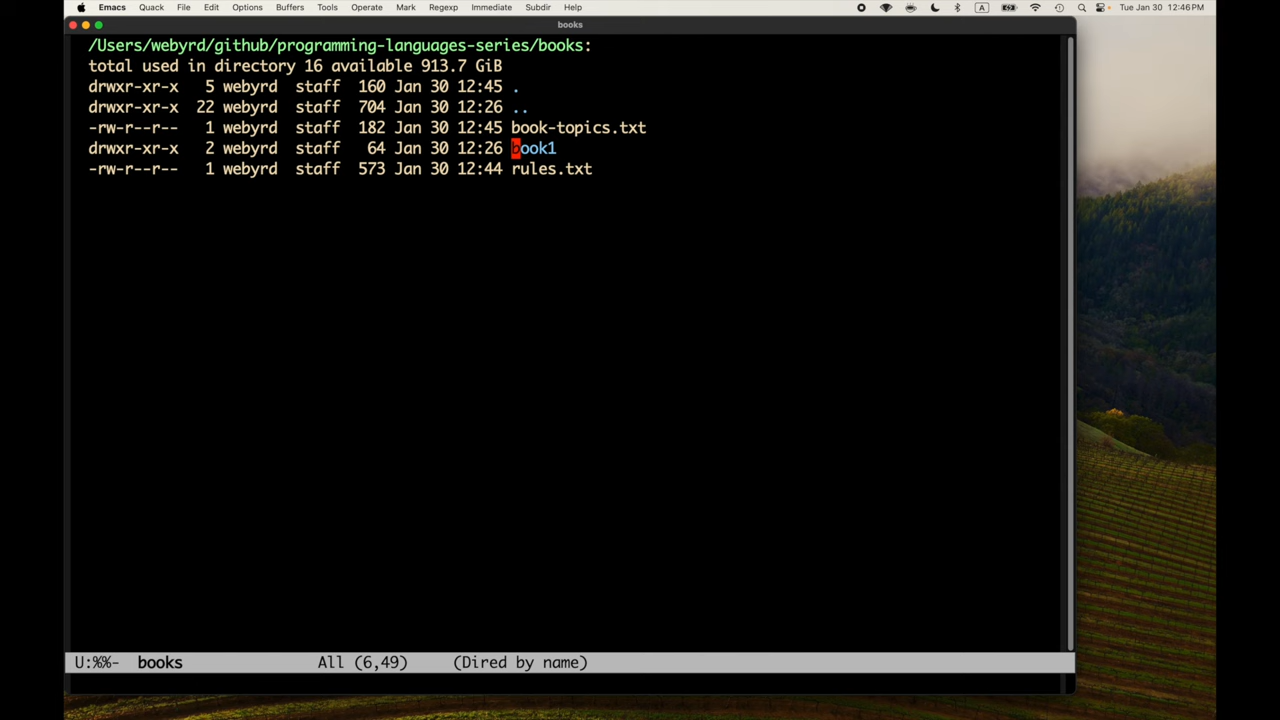 Emacs Quack File Edit Options Buffers Tools Operate Mark Regexp Immediate Subdir Help A Tue Jan 30 12:46 PM
books
/Users/webyrd/github/programming-languages-series/books:
total used in directory 16 available 913.7 GiB
drwxr-xr-x 5 webyrd staff 160 Jan 30 12:45 .
drwxr-xr-x 22 webyrd staff 704 Jan 30 12:26 ..
-rw-r--r-- 1 webyrd staff 182 Jan 30 12:45 book-topics.txt
drwxr-xr-x 2 webyrd staff 64 Jan 30 12:26 book1
-rw-r--r-- 1 webyrd staff 573 Jan 30 12:44 rules.txt
U:%%- books All (6,49) (Dired by name)